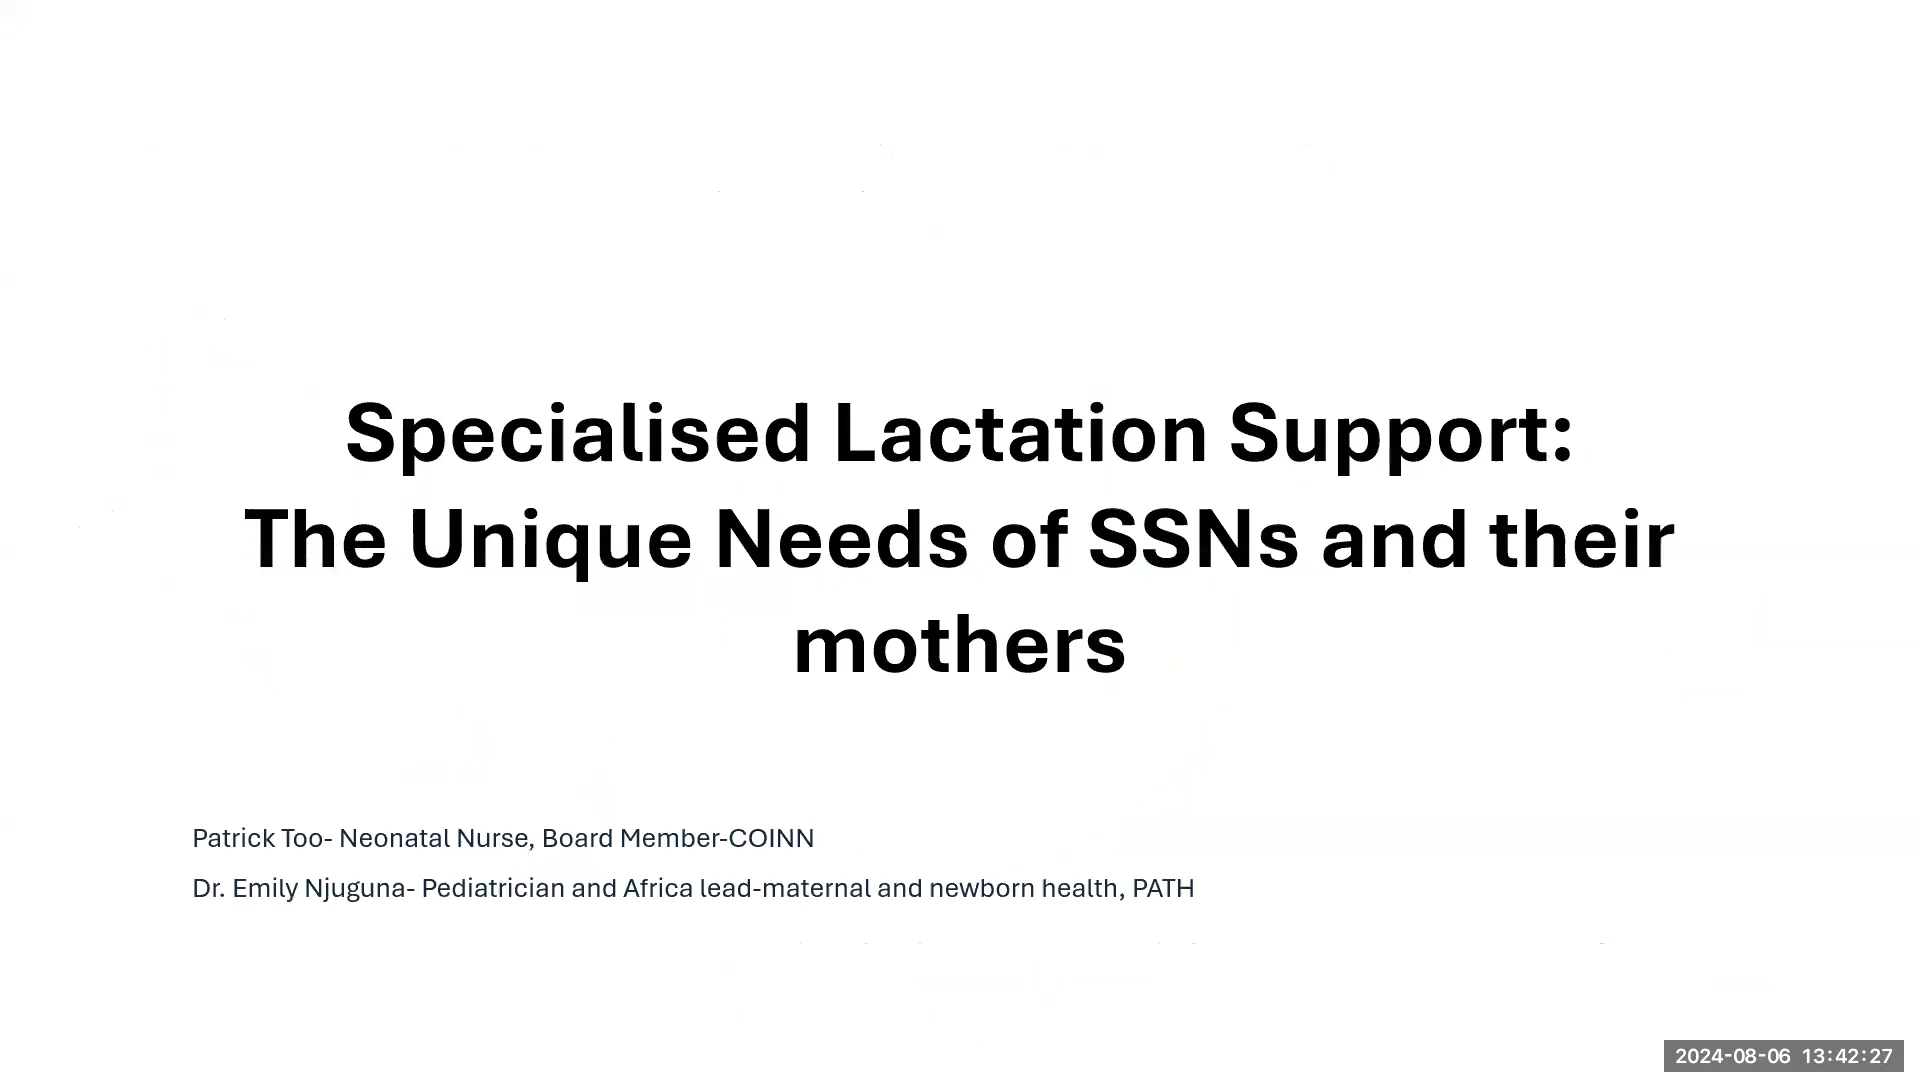 Specialised Lactation Support:
The Unique Needs of SSNs and their
mothers
Patrick Too- Neonatal Nurse, Board Member-COINN
Dr. Emily Njuguna- Pediatrician and Africa lead-maternal and newborn health, PATH
2024-08-06 13:42:27